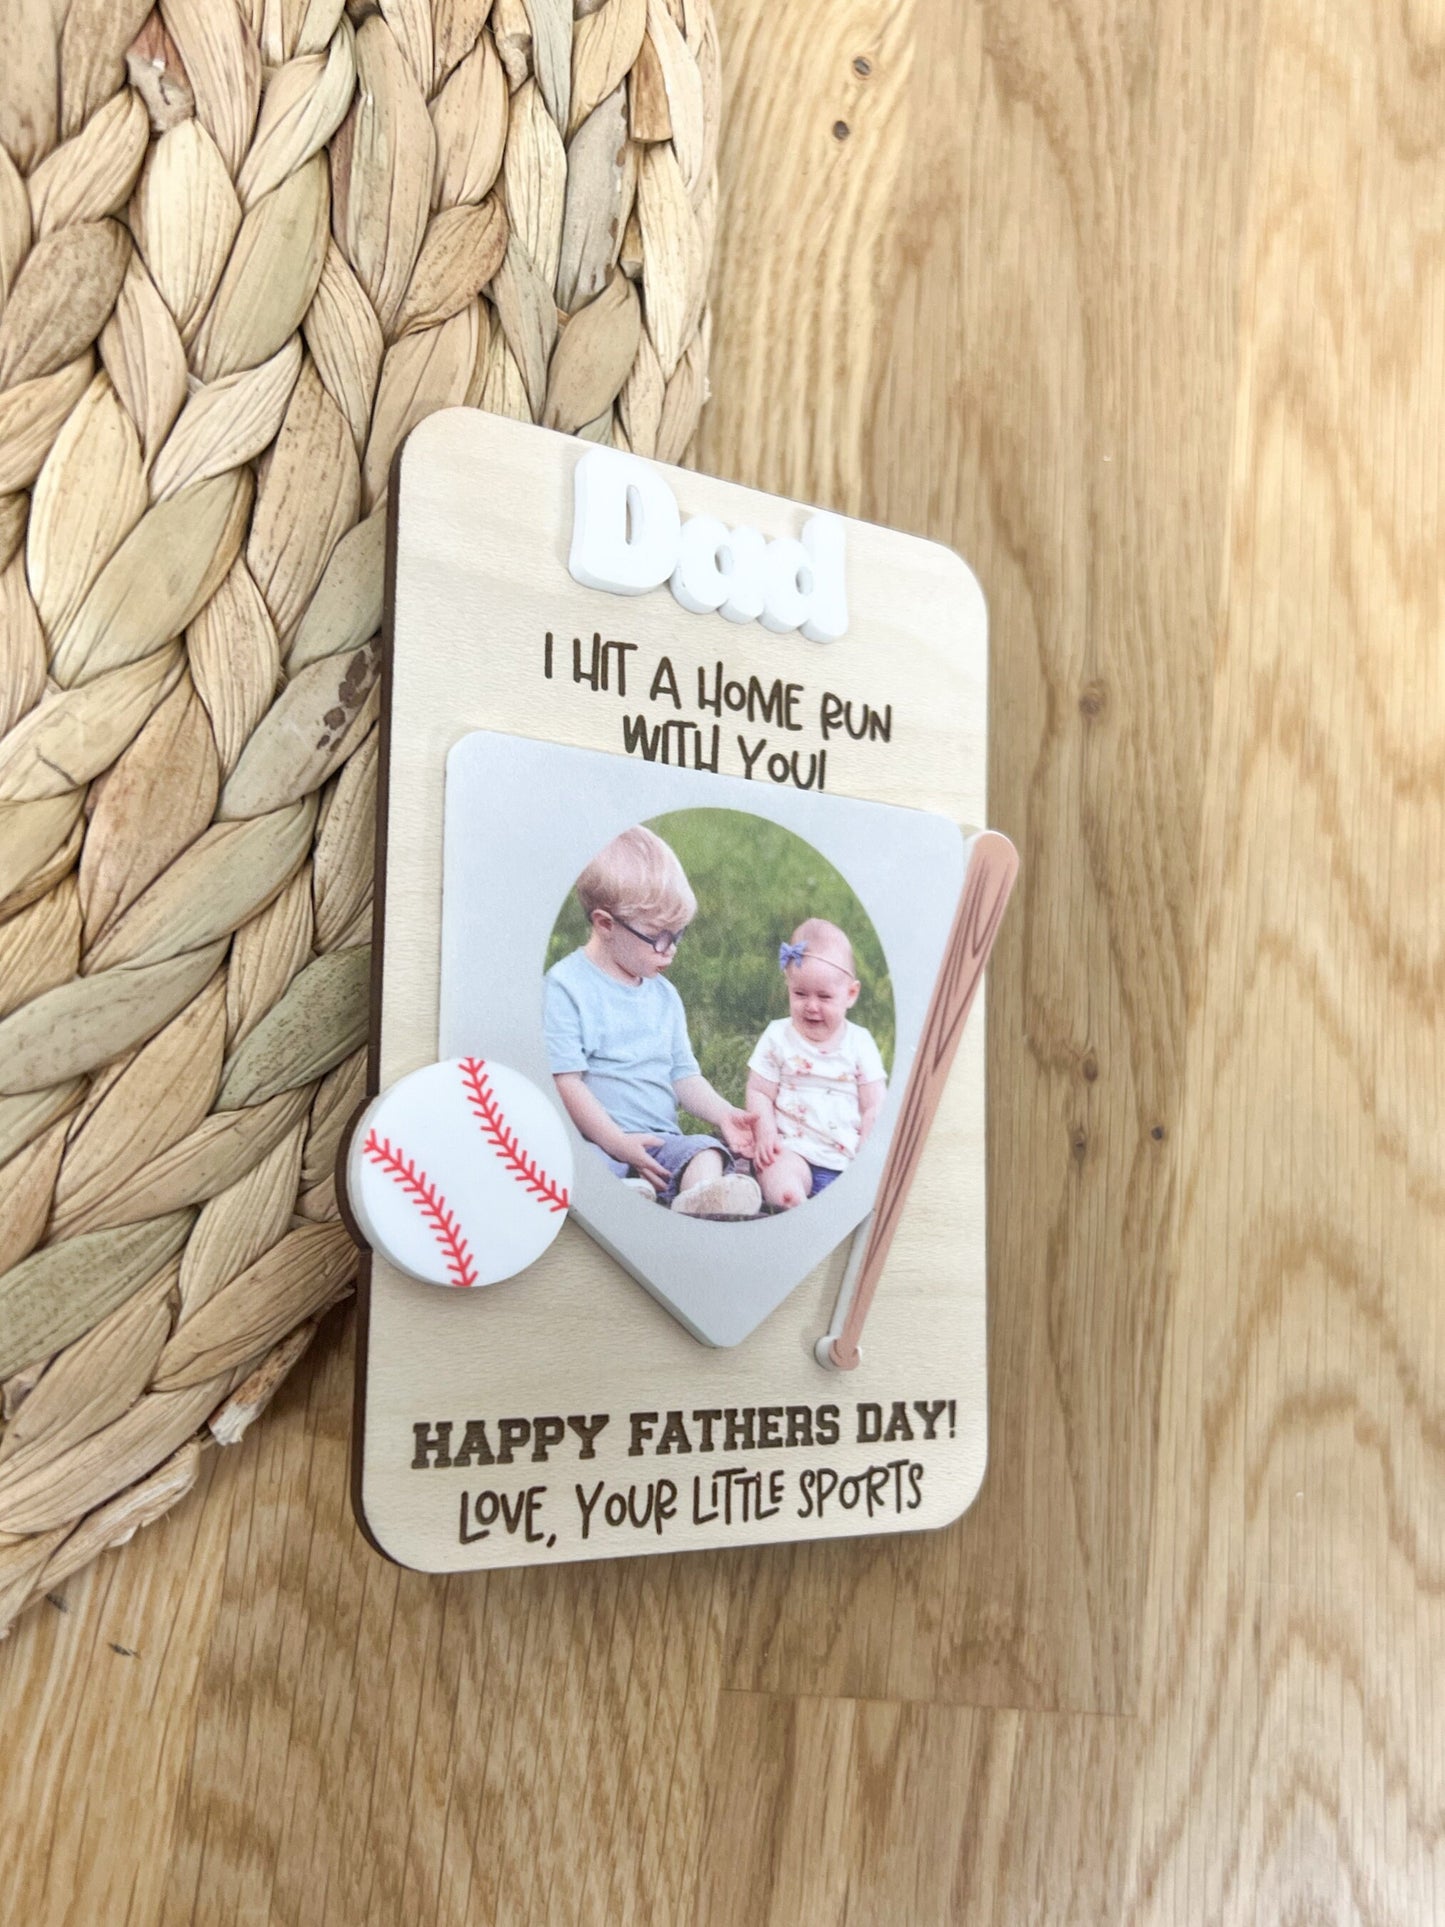 Dad
I HIT A HOME RUN
WITH YOU!
HAPPY FATHERS DAY!
LOVE, YOUR LITTLE SPORTS